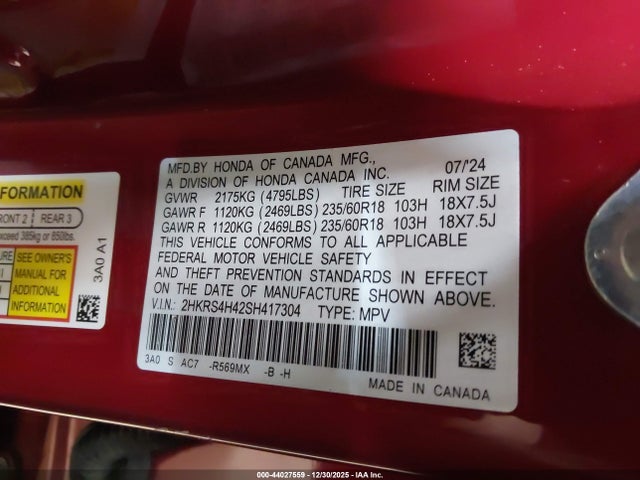 FORMATION
RONT 2 REAR 3
exceed 385kg or 850lbs.
SEE OWNER'S
MANUAL FOR
ADDITIONAL
INFORMATION
3A0 A1
MFD.BY HONDA OF CANADA MFG., 07/'24
A DIVISION OF HONDA CANADA INC.
GVWR 2175KG (4795LBS) TIRE SIZE RIM SIZE
GAWR F 1120KG (2469LBS) 235/60R18 103H 18X7.5J
GAWR R 1120KG (2469LBS) 235/60R18 103H 18X7.5J
THIS VEHICLE CONFORMS TO ALL APPLICABLE
FEDERAL MOTOR VEHICLE SAFETY
AND THEFT PREVENTION STANDARDS IN EFFECT
ON THE DATE OF MANUFACTURE SHOWN ABOVE.
V.I.N.: 2HKRS4H42SH417304 TYPE: MPV
3A0 S AC7 -R569MX -B -H
MADE IN CANADA
000-44027559 - 12/30/2025 - IAA Inc.